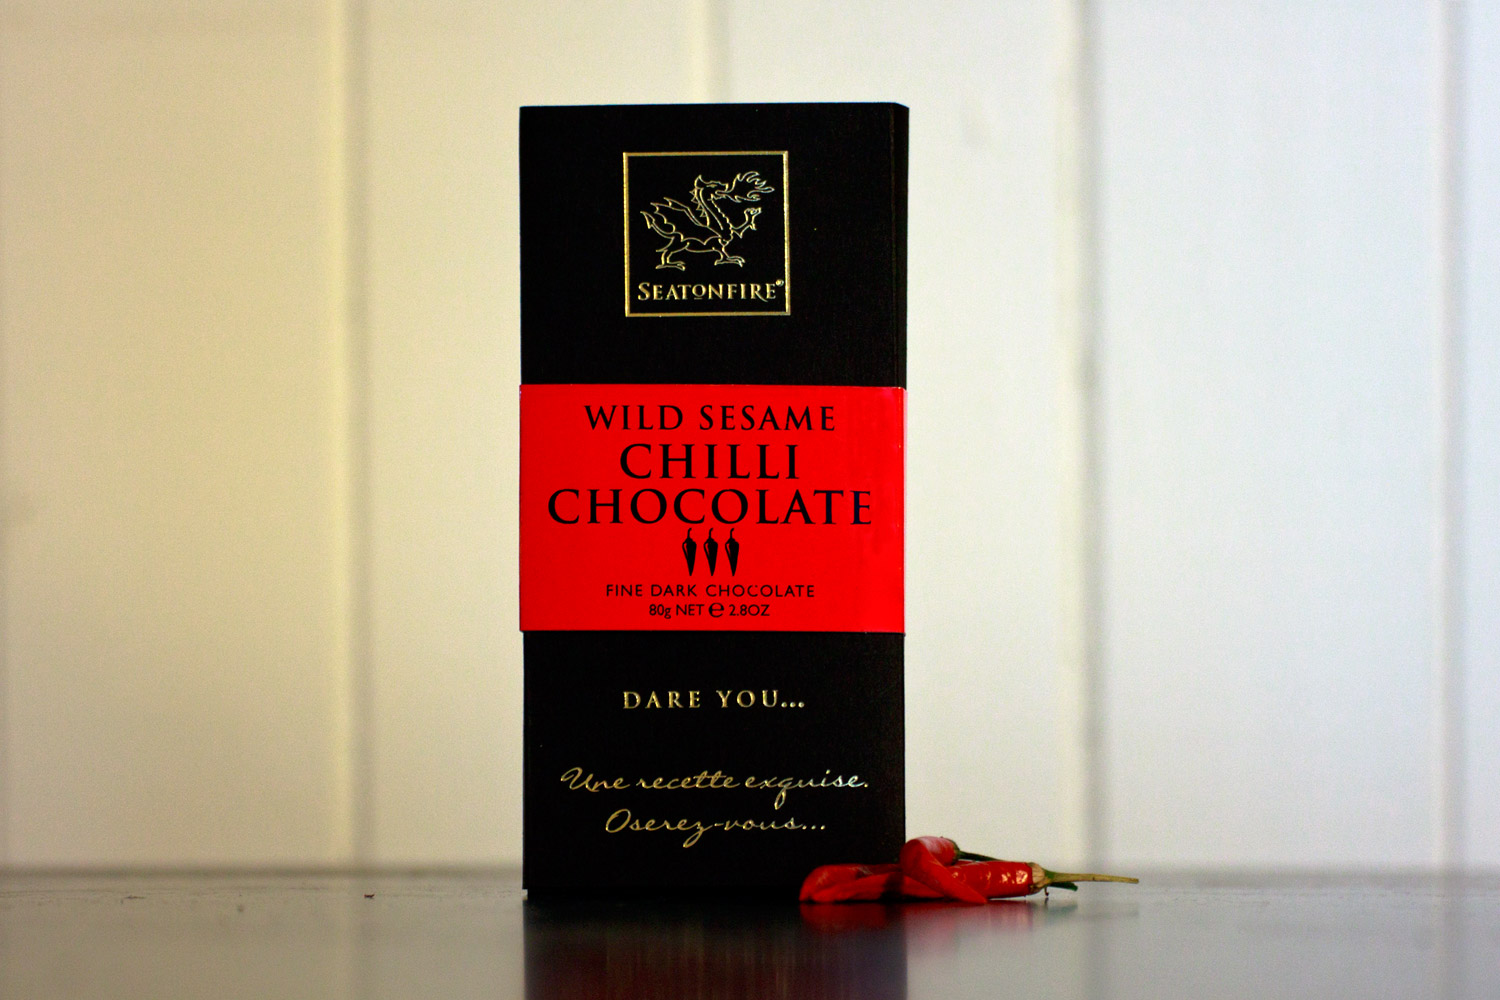 SEATONFIRE®
WILD SESAME
CHILLI
CHOCOLATE
FINE DARK CHOCOLATE
80g NET ℮ 2.8OZ
DARE YOU...
Une recette exquise.
Oserez-vous...